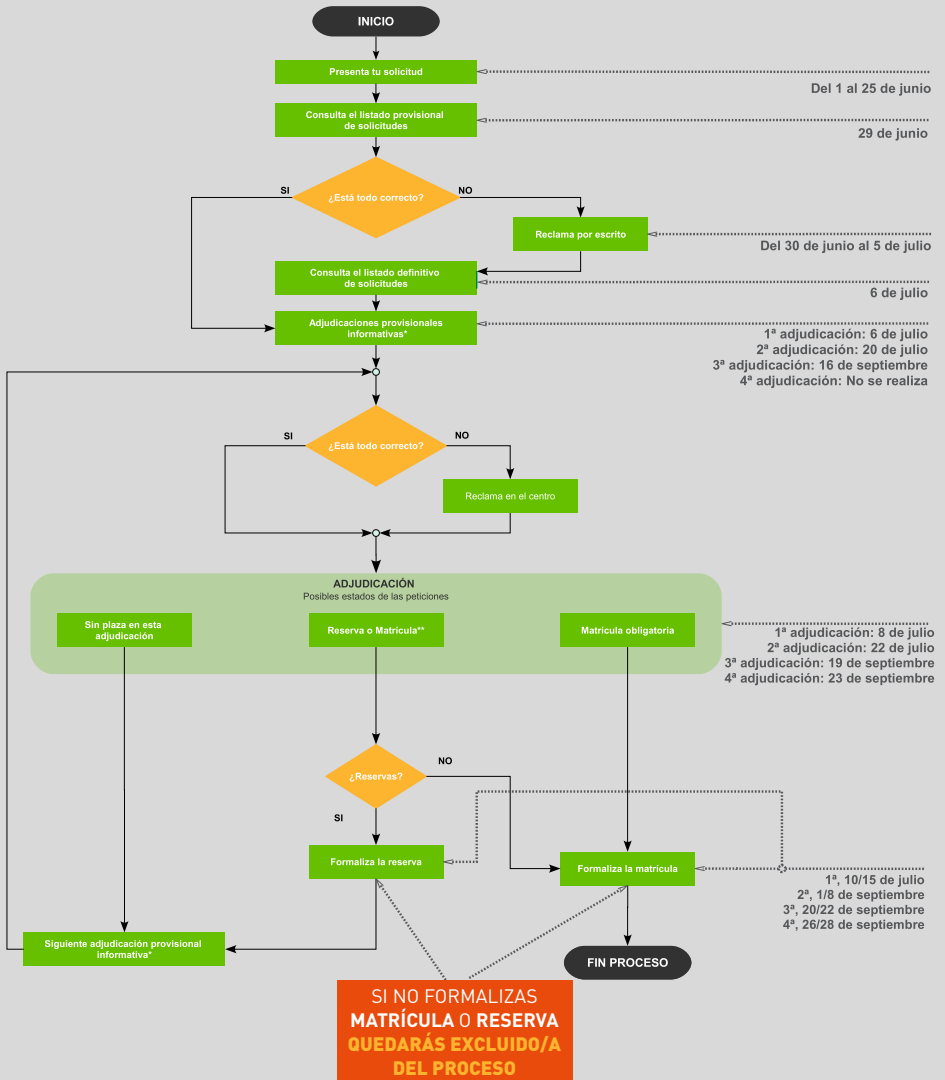 INICIO
Presenta tu solicitud
Del 1 al 25 de junio
Consulta el listado provisional
de solicitudes
29 de junio
¿Está todo correcto?
SI
NO
Reclama por escrito
Del 30 de junio al 5 de julio
Consulta el listado definitivo
de solicitudes
6 de julio
Adjudicaciones provisionales
informativas*
1ª adjudicación: 6 de julio
2ª adjudicación: 20 de julio
3ª adjudicación: 16 de septiembre
4ª adjudicación: No se realiza
¿Está todo correcto?
SI
NO
Reclama en el centro
ADJUDICACIÓN
Posibles estados de las peticiones
Sin plaza en esta
adjudicación
Reserva o Matrícula**
Matrícula obligatoria
1ª adjudicación: 8 de julio
2ª adjudicación: 22 de julio
3ª adjudicación: 19 de septiembre
4ª adjudicación: 23 de septiembre
¿Reservas?
NO
SI
Formaliza la reserva
Formaliza la matrícula
1ª, 10/15 de julio
2ª, 1/8 de septiembre
3ª, 20/22 de septiembre
4ª, 26/28 de septiembre
Siguiente adjudicación provisional
informativa*
FIN PROCESO
SI NO FORMALIZAS
MATRÍCULA O RESERVA
QUEDARÁS EXCLUIDO/A
DEL PROCESO